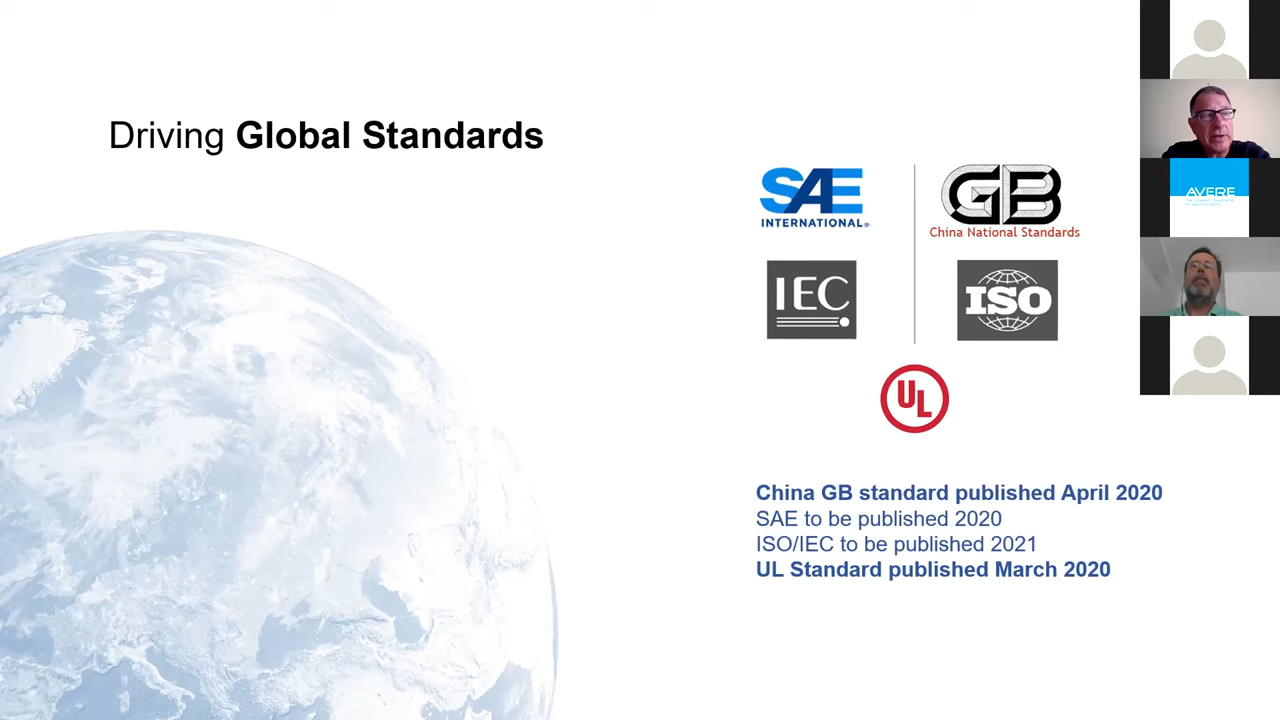 Driving Global Standards
SAE
INTERNATIONAL®
GB
China National Standards
IEC
ISO
UL
China GB standard published April 2020
SAE to be published 2020
ISO/IEC to be published 2021
UL Standard published March 2020
AVERE